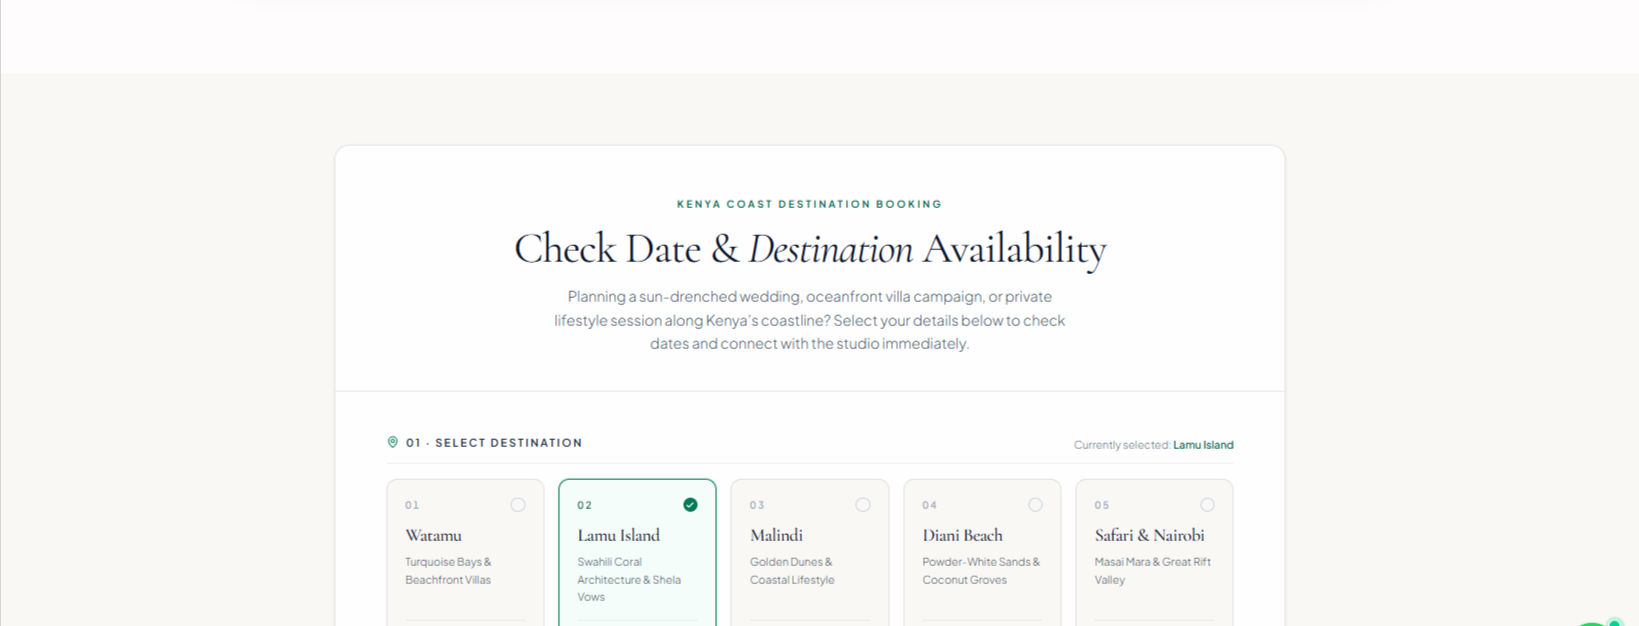 KENYA COAST DESTINATION BOOKING
Check Date & Destination Availability
Planning a sun-drenched wedding, oceanfront villa campaign, or private
lifestyle session along Kenya's coastline? Select your details below to check
dates and connect with the studio immediately.
01 · SELECT DESTINATION
Currently selected: Lamu Island
01
Watamu
Turquoise Bays &
Beachfront Villas
02
Lamu Island
Swahili Coral
Architecture & Shela
Vows
03
Malindi
Golden Dunes &
Coastal Lifestyle
04
Diani Beach
Powder-White Sands &
Coconut Groves
05
Safari & Nairobi
Masai Mara & Great Rift
Valley